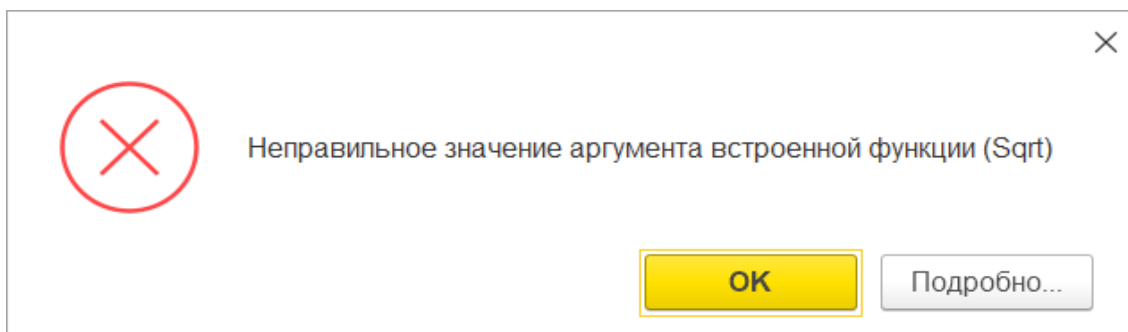 Неправильное значение аргумента встроенной функции (Sqrt)
OK
Подробно...